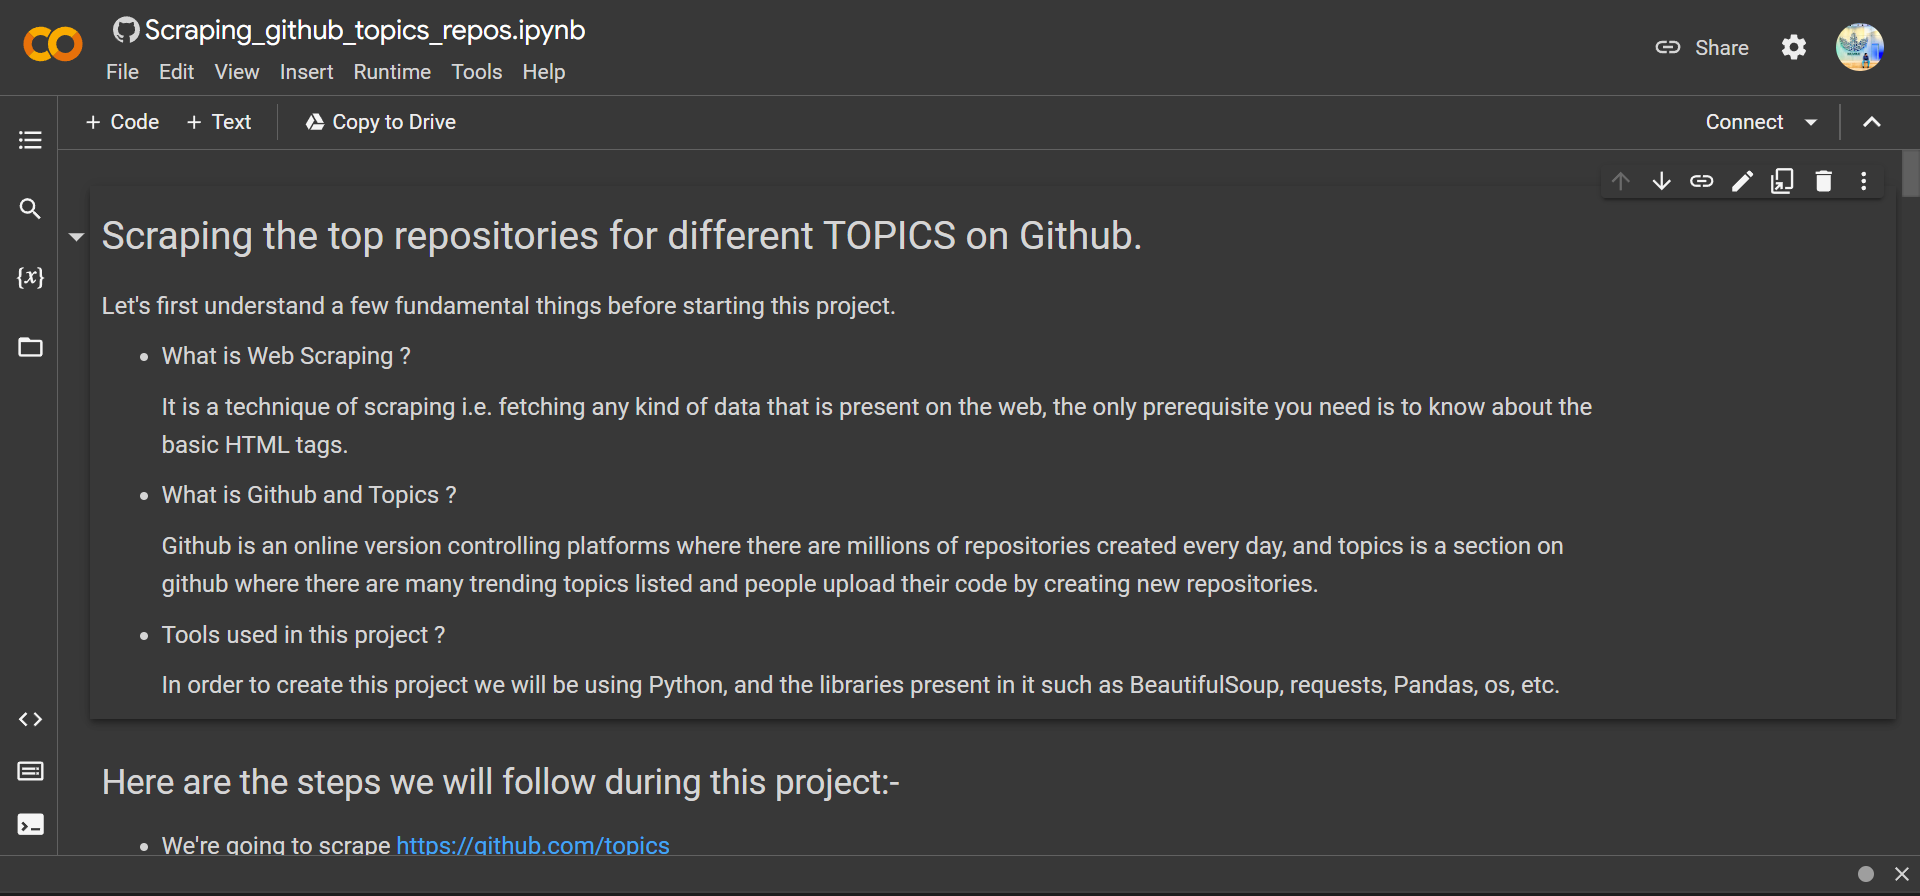 Scraping_github_topics_repos.ipynb
File Edit View Insert Runtime Tools Help
Share
+ Code + Text Copy to Drive
Connect
{x}
Scraping the top repositories for different TOPICS on Github.
Let's first understand a few fundamental things before starting this project.
• What is Web Scraping ?
It is a technique of scraping i.e. fetching any kind of data that is present on the web, the only prerequisite you need is to know about the
basic HTML tags.
• What is Github and Topics ?
Github is an online version controlling platforms where there are millions of repositories created every day, and topics is a section on
github where there are many trending topics listed and people upload their code by creating new repositories.
• Tools used in this project ?
In order to create this project we will be using Python, and the libraries present in it such as BeautifulSoup, requests, Pandas, os, etc.
Here are the steps we will follow during this project:-
• We're going to scrape https://github.com/topics